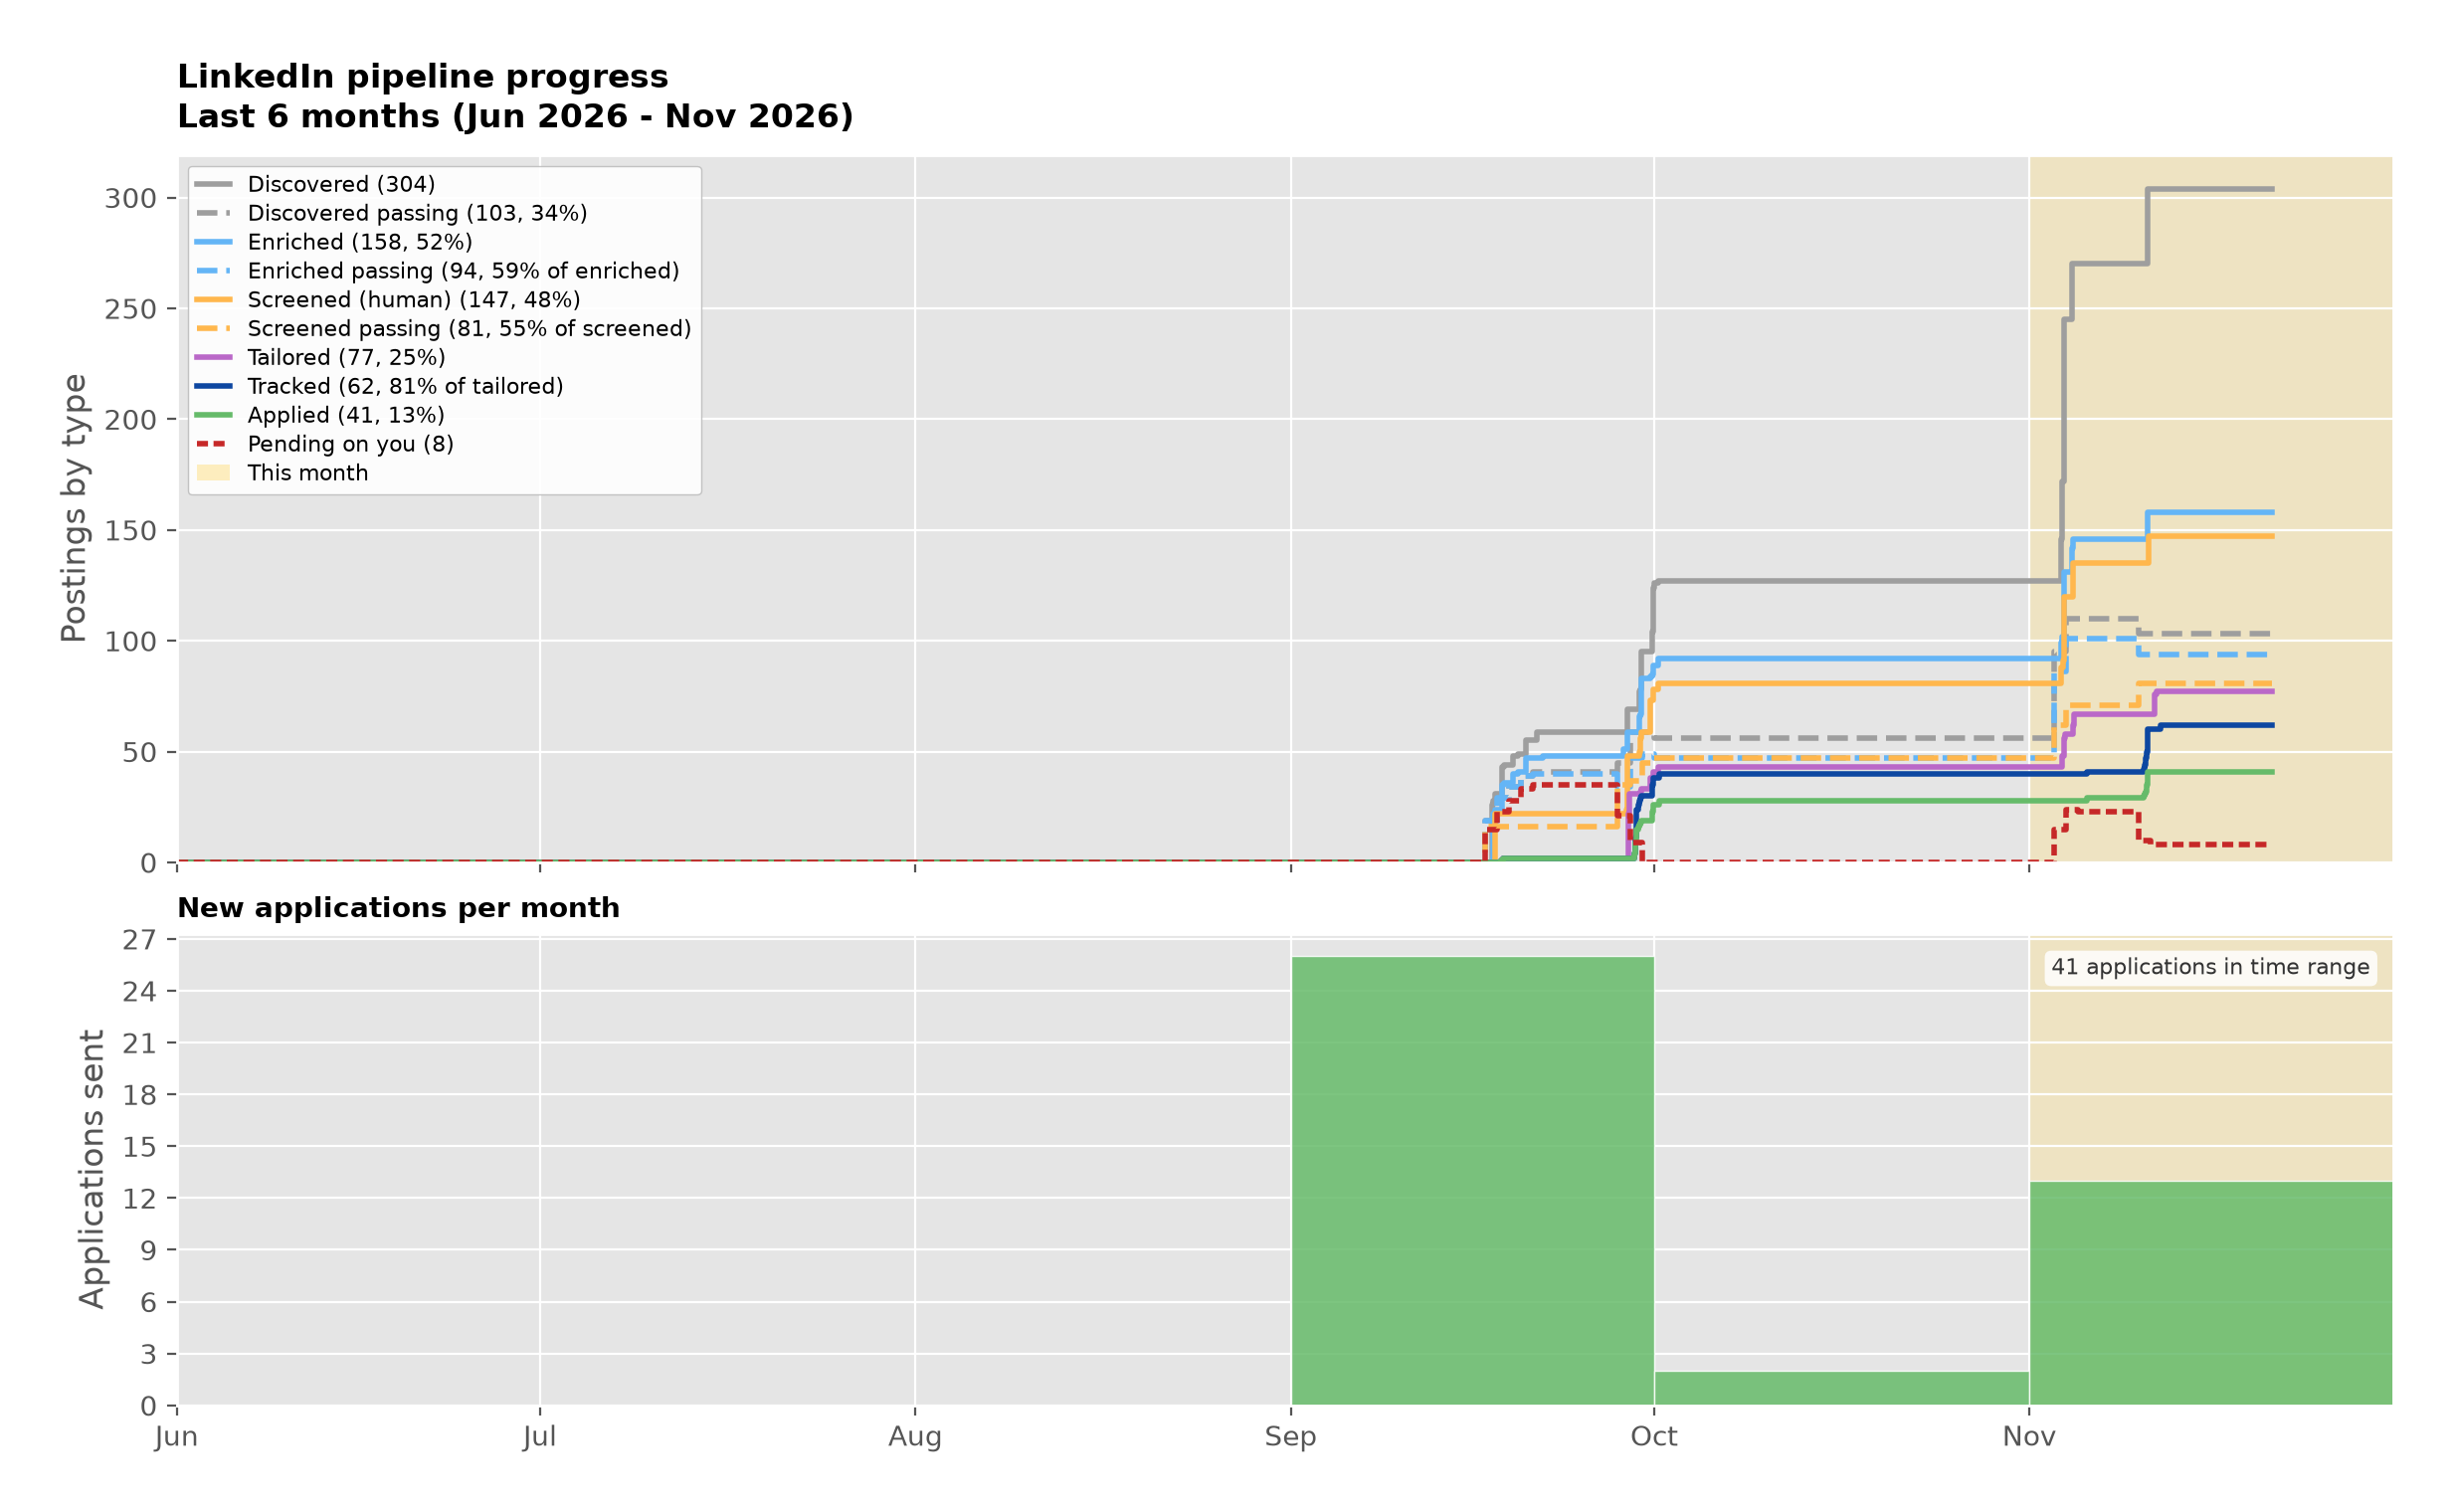 LinkedIn pipeline progress
Last 6 months (Jun 2026 - Nov 2026)
Postings by type
300
250
200
150
100
50
0
Discovered (304)
Discovered passing (103, 34%)
Enriched (158, 52%)
Enriched passing (94, 59% of enriched)
Screened (human) (147, 48%)
Screened passing (81, 55% of screened)
Tailored (77, 25%)
Tracked (62, 81% of tailored)
Applied (41, 13%)
Pending on you (8)
This month
New applications per month
Applications sent
27
24
21
18
15
12
9
6
3
0
41 applications in time range
Jun Jul Aug Sep Oct Nov